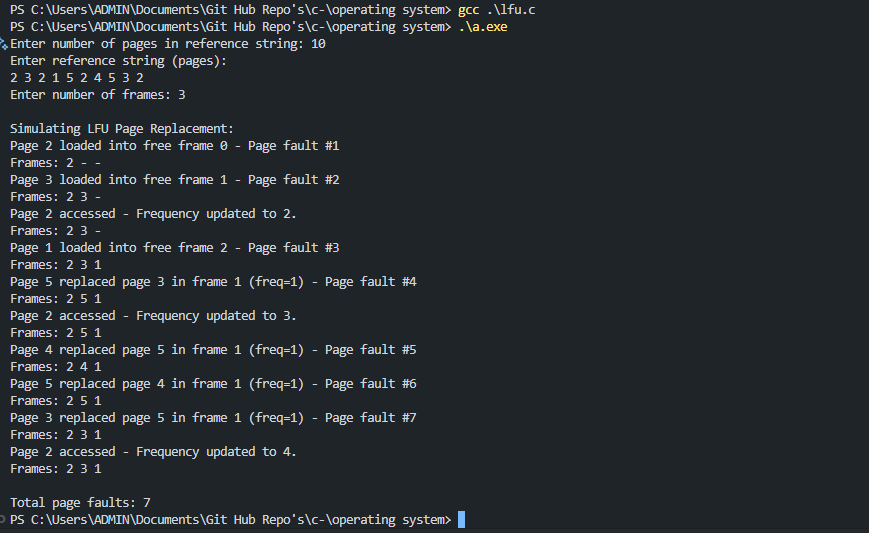 PS C:\Users\ADMIN\Documents\Git Hub Repo's\c-\operating system> gcc .\lfu.c
PS C:\Users\ADMIN\Documents\Git Hub Repo's\c-\operating system> .\a.exe
Enter number of pages in reference string: 10
Enter reference string (pages):
2 3 2 1 5 2 4 5 3 2
Enter number of frames: 3

Simulating LFU Page Replacement:
Page 2 loaded into free frame 0 - Page fault #1
Frames: 2 - -
Page 3 loaded into free frame 1 - Page fault #2
Frames: 2 3 -
Page 2 accessed - Frequency updated to 2.
Frames: 2 3 -
Page 1 loaded into free frame 2 - Page fault #3
Frames: 2 3 1
Page 5 replaced page 3 in frame 1 (freq=1) - Page fault #4
Frames: 2 5 1
Page 2 accessed - Frequency updated to 3.
Frames: 2 5 1
Page 4 replaced page 5 in frame 1 (freq=1) - Page fault #5
Frames: 2 4 1
Page 5 replaced page 4 in frame 1 (freq=1) - Page fault #6
Frames: 2 5 1
Page 3 replaced page 5 in frame 1 (freq=1) - Page fault #7
Frames: 2 3 1
Page 2 accessed - Frequency updated to 4.
Frames: 2 3 1

Total page faults: 7
PS C:\Users\ADMIN\Documents\Git Hub Repo's\c-\operating system>